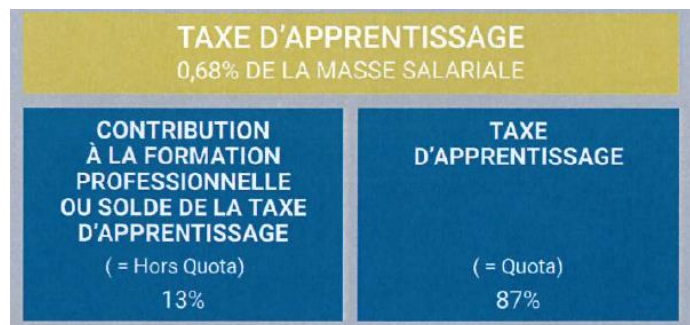 TAXE D'APPRENTISSAGE
0,68% DE LA MASSE SALARIALE
CONTRIBUTION
À LA FORMATION
PROFESSIONNELLE
OU SOLDE DE LA TAXE
D'APPRENTISSAGE
( = Hors Quota)
13%
TAXE
D'APPRENTISSAGE
( = Quota)
87%